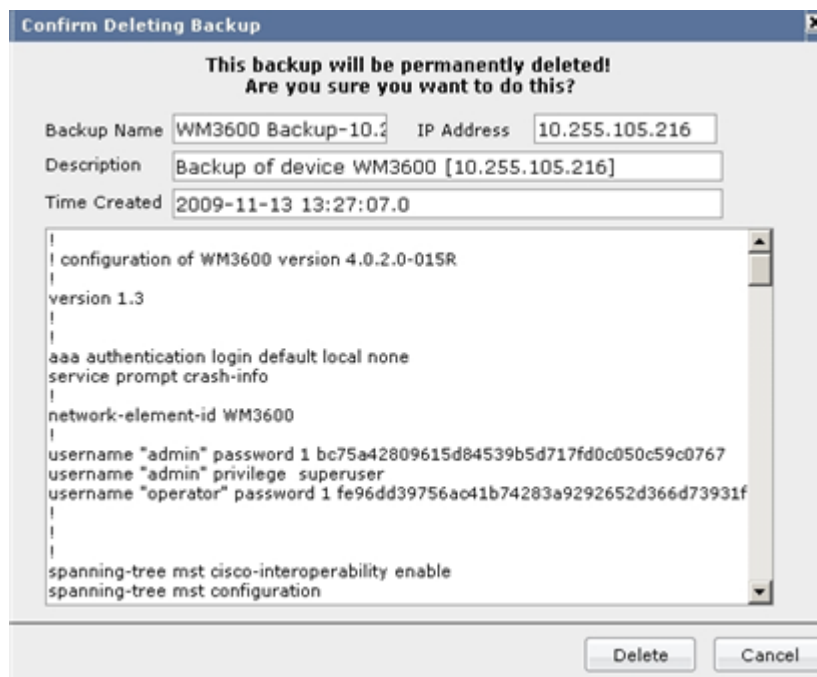 Confirm Deleting Backup
This backup will be permanently deleted!
Are you sure you want to do this?
Backup Name WM3600 Backup-10.2 IP Address 10.255.105.216
Description Backup of device WM3600 [10.255.105.216]
Time Created 2009-11-13 13:27:07.0
!
! configuration of WM3600 version 4.0.2.0-015R
!
version 1.3
!
!
aaa authentication login default local none
service prompt crash-info
!
network-element-id WM3600
!
username "admin" password 1 bc75a42809615d84539b5d717fd0c050c59c0767
username "admin" privilege superuser
username "operator" password 1 fe96dd39756ac41b74283a9292652d366d73931f
!
!
!
spanning-tree mst cisco-interoperability enable
spanning-tree mst configuration
Delete Cancel